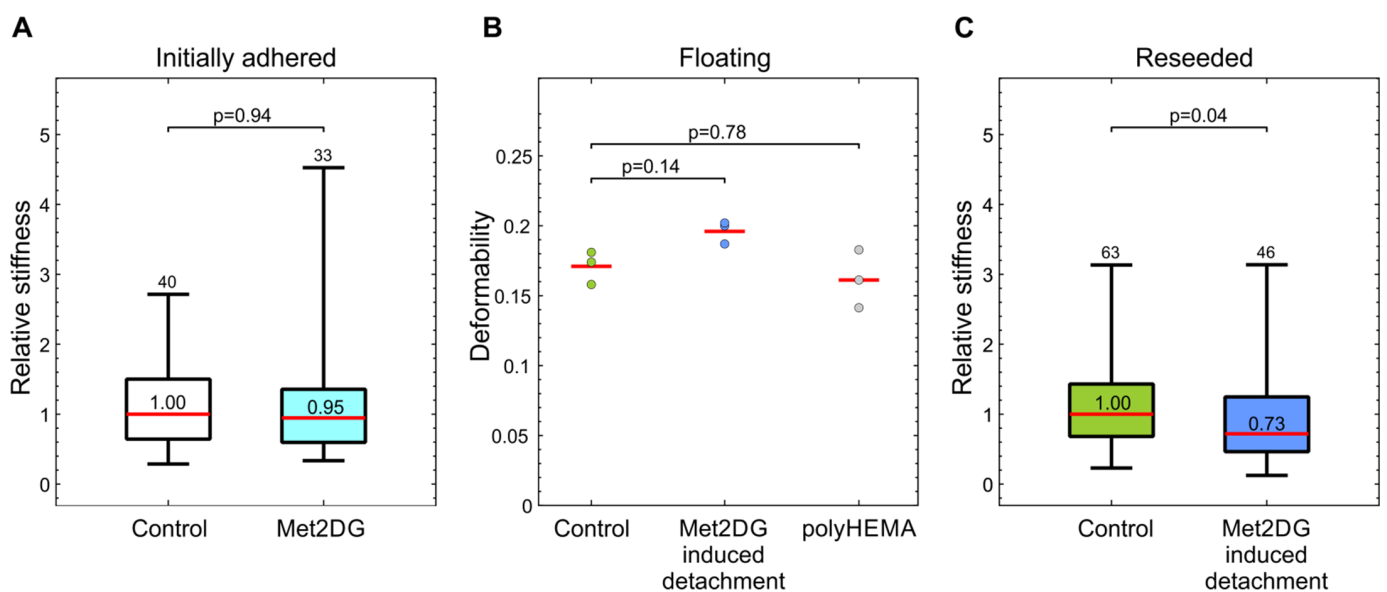 A
Initially adhered
Relative stiffness
5
4
3
2
1
0
p=0.94
33
40
1.00
0.95
Control
Met2DG
B
Floating
Deformability
0.25
0.2
0.15
0.1
0.05
0
p=0.78
p=0.14
Control
Met2DG
induced
detachment
polyHEMA
C
Reseeded
Relative stiffness
5
4
3
2
1
0
p=0.04
63
46
1.00
0.73
Control
Met2DG
induced
detachment